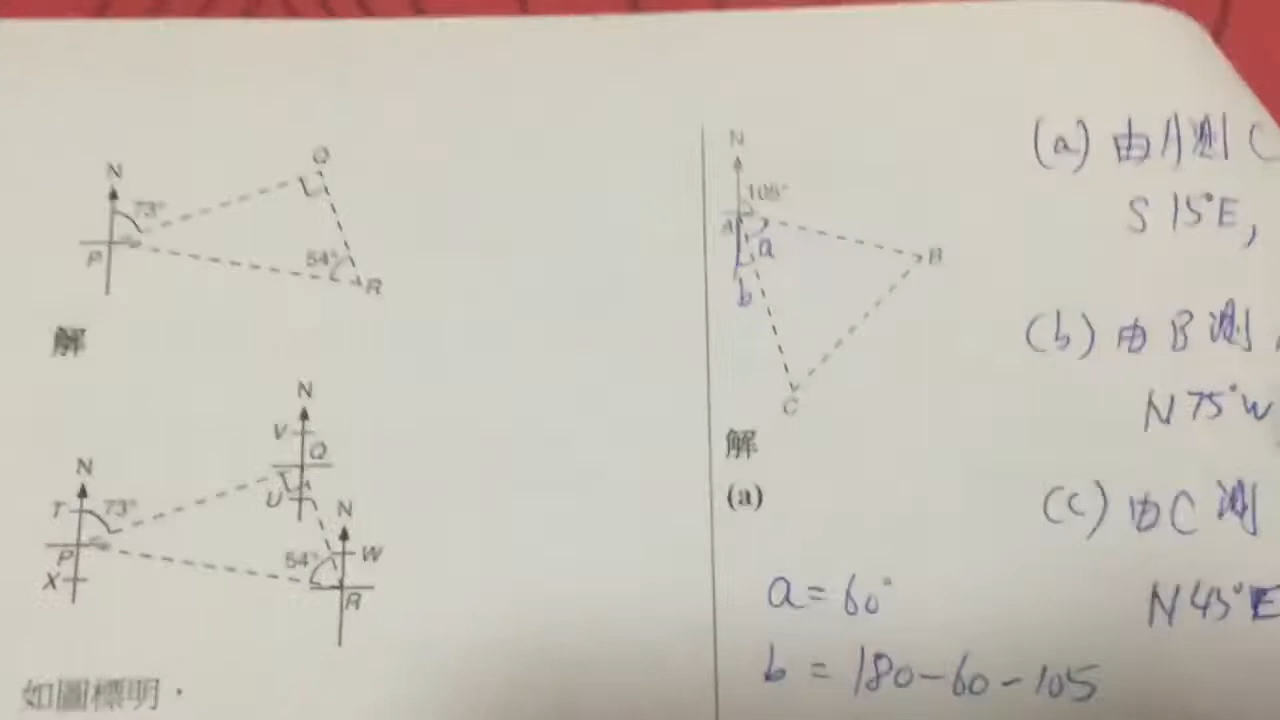 N
Q
73°
P
54°
R
解
N
V
Q
N
T
73°
U
N
P
54°
W
X
R
如圖標明，
N
105°
A
a
B
b
C
解
(a)
a = 60°
b = 180-60-105
(a) 由A測C
S 15°E,
(b) 由B測
N 75°W
(c) 由C測
N 45°E